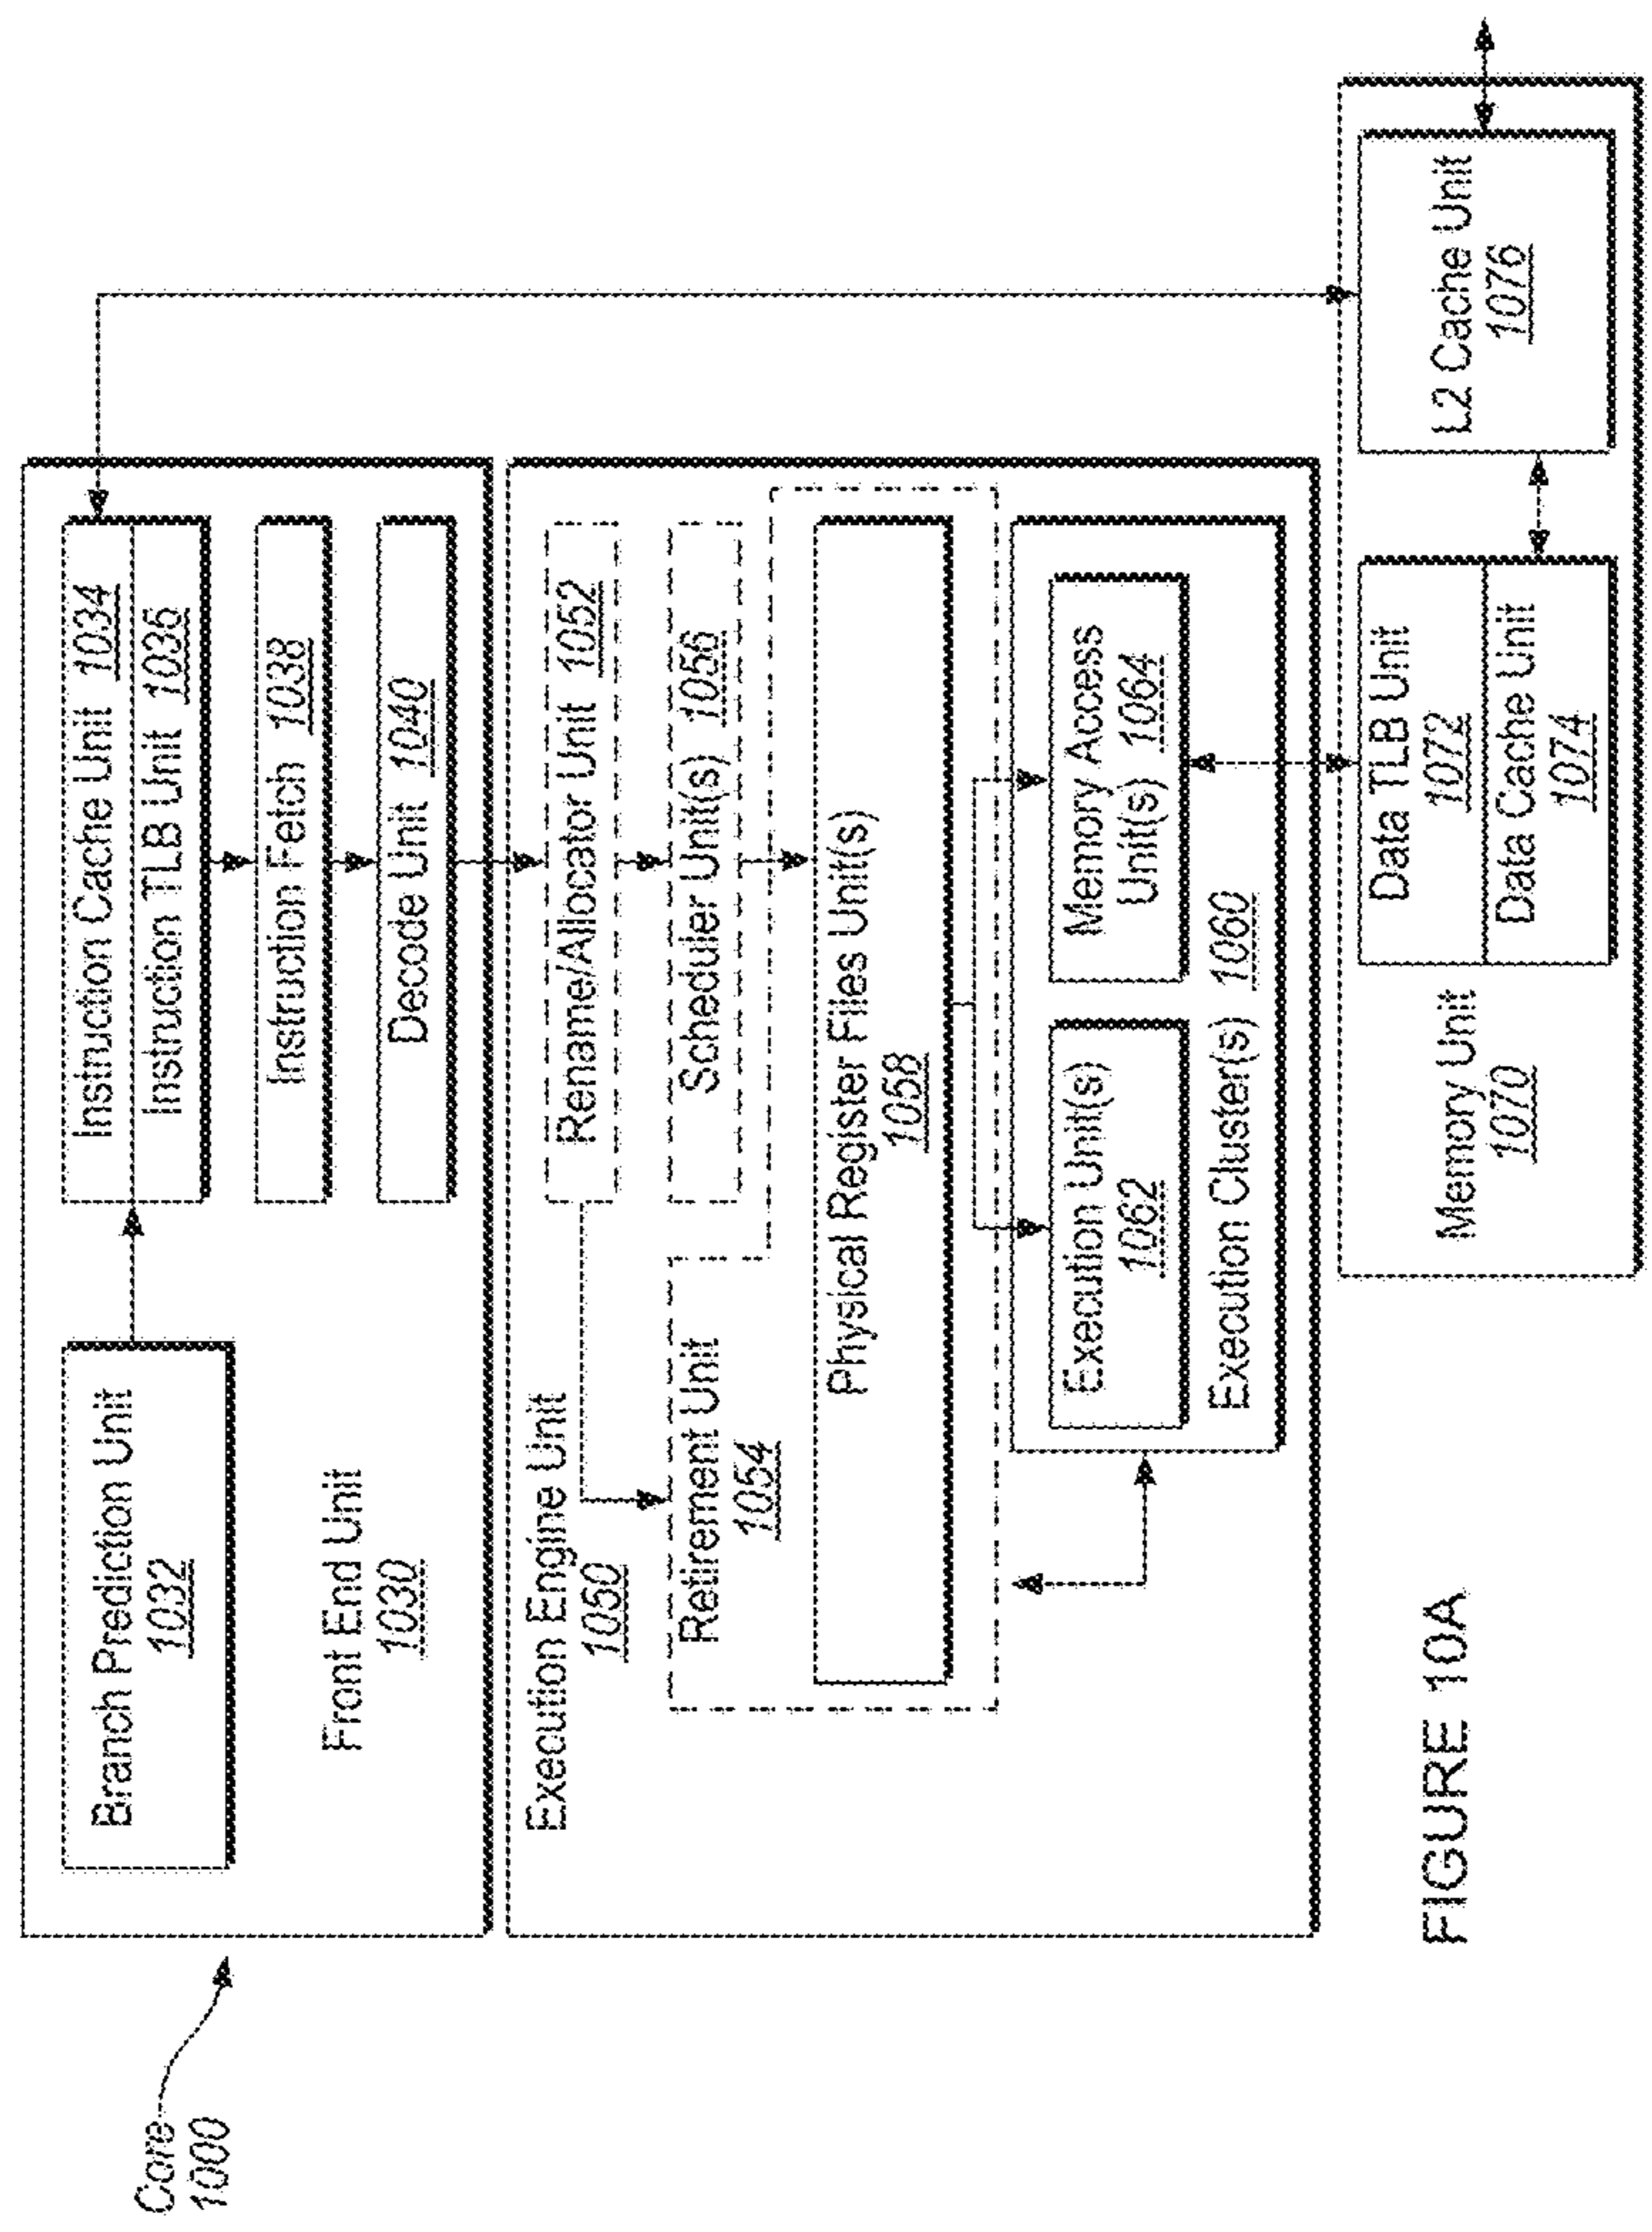 Core
1000
Branch Prediction Unit
1032
Instruction Cache Unit 1034
Instruction TLB Unit 1036
Instruction Fetch 1038
Front End Unit
1030
Decode Unit 1040
Execution Engine Unit
1050
Rename/Allocator Unit 1052
Retirement Unit
1054
Scheduler Unit(s) 1056
Physical Register Files Unit(s)
1058
Execution Unit(s)
1062
Memory Access
Unit(s) 1064
Execution Cluster(s) 1060
Memory Unit
1070
Data TLB Unit
1072
Data Cache Unit
1074
L2 Cache Unit
1076
FIGURE 10A